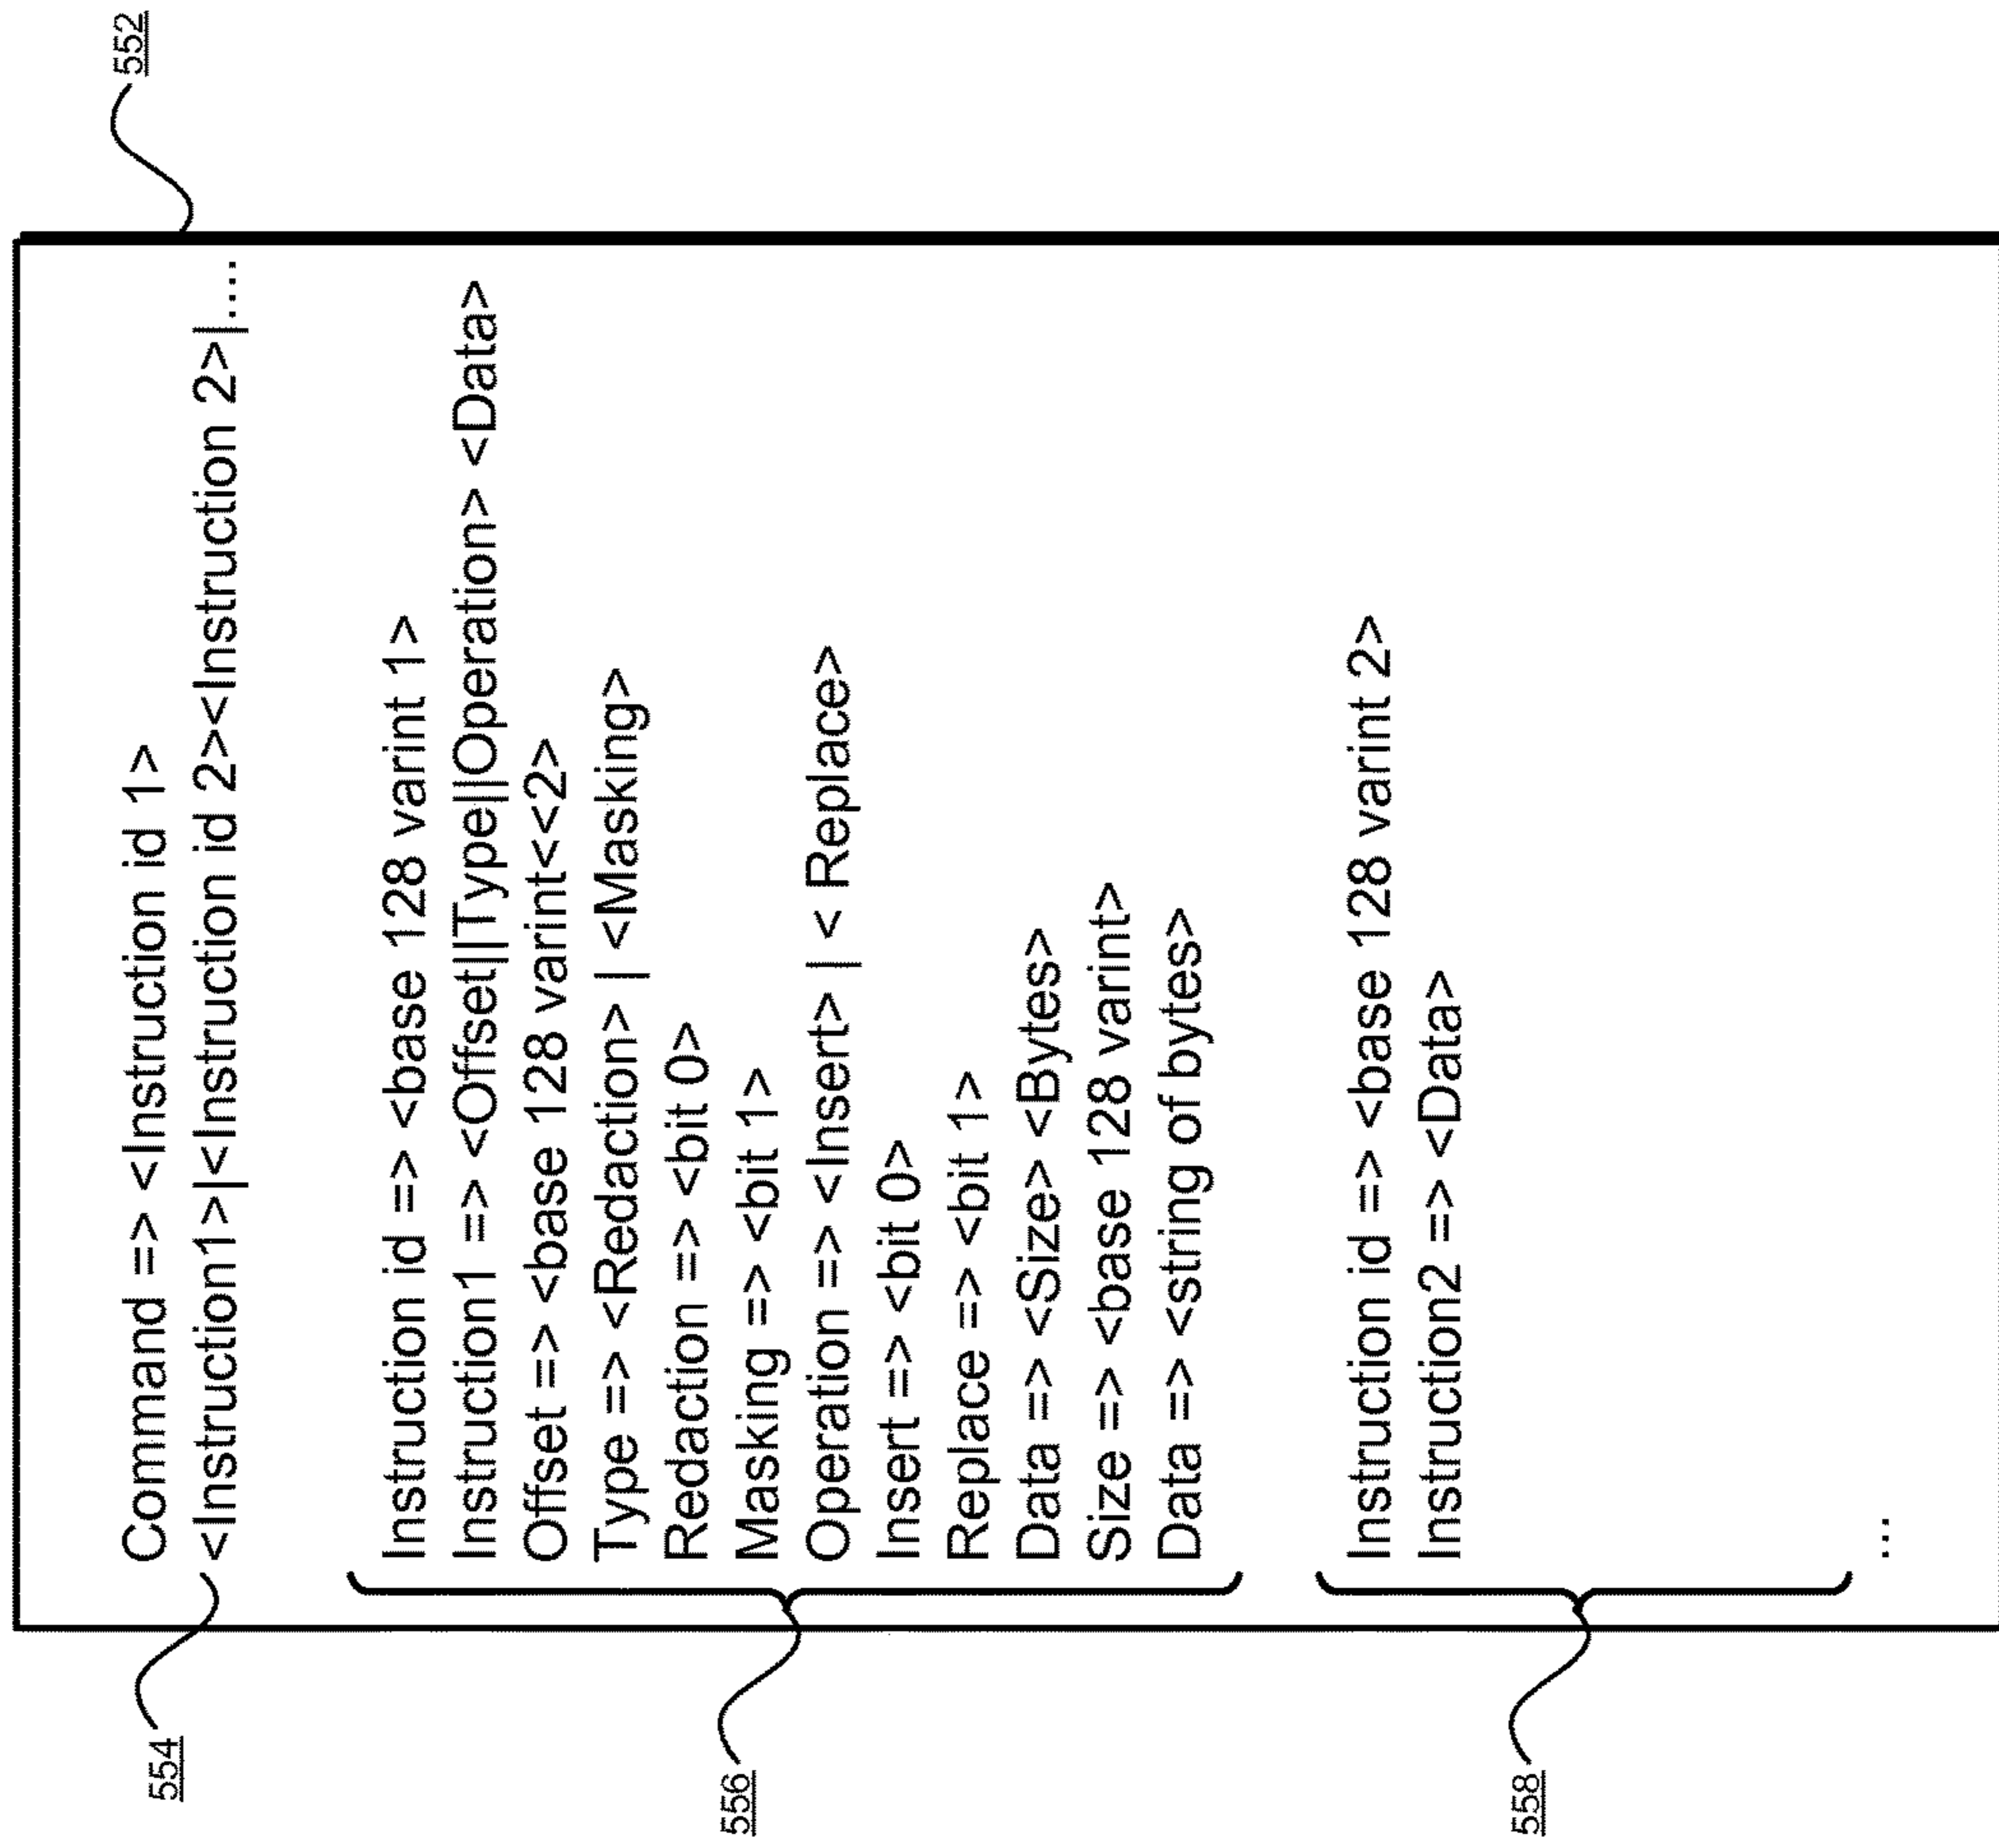 552
554
Command => <Instruction id 1>
<Instruction1>|<Instruction id 2><Instruction 2>|....
556
Instruction id => <base 128 varint 1>
Instruction1 => <Offset||Type||Operation> <Data>
Offset => <base 128 varint<<2>
Type => <Redaction> | <Masking>
Redaction => <bit 0>
Masking => <bit 1>
Operation => <Insert> | < Replace>
Insert => <bit 0>
Replace => <bit 1>
Data => <Size> <Bytes>
Size => <base 128 varint>
Data => <string of bytes>
558
Instruction id => <base 128 varint 2>
Instruction2 => <Data>
...